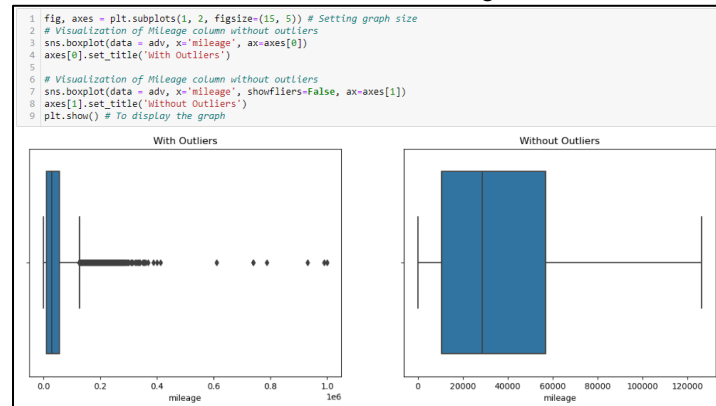 1 fig, axes = plt.subplots(1, 2, figsize=(15, 5)) # Setting graph size
2 # Visualization of Mileage column without outliers
3 sns.boxplot(data = adv, x='mileage', ax=axes[0])
4 axes[0].set_title('With Outliers')
5
6 # Visualization of Mileage column without outliers
7 sns.boxplot(data = adv, x='mileage', showfliers=False, ax=axes[1])
8 axes[1].set_title('Without Outliers')
9 plt.show() # To display the graph
With Outliers
0.0 0.2 0.4 0.6 0.8 1.0
1e6
mileage
Without Outliers
0 20000 40000 60000 80000 100000 120000
mileage